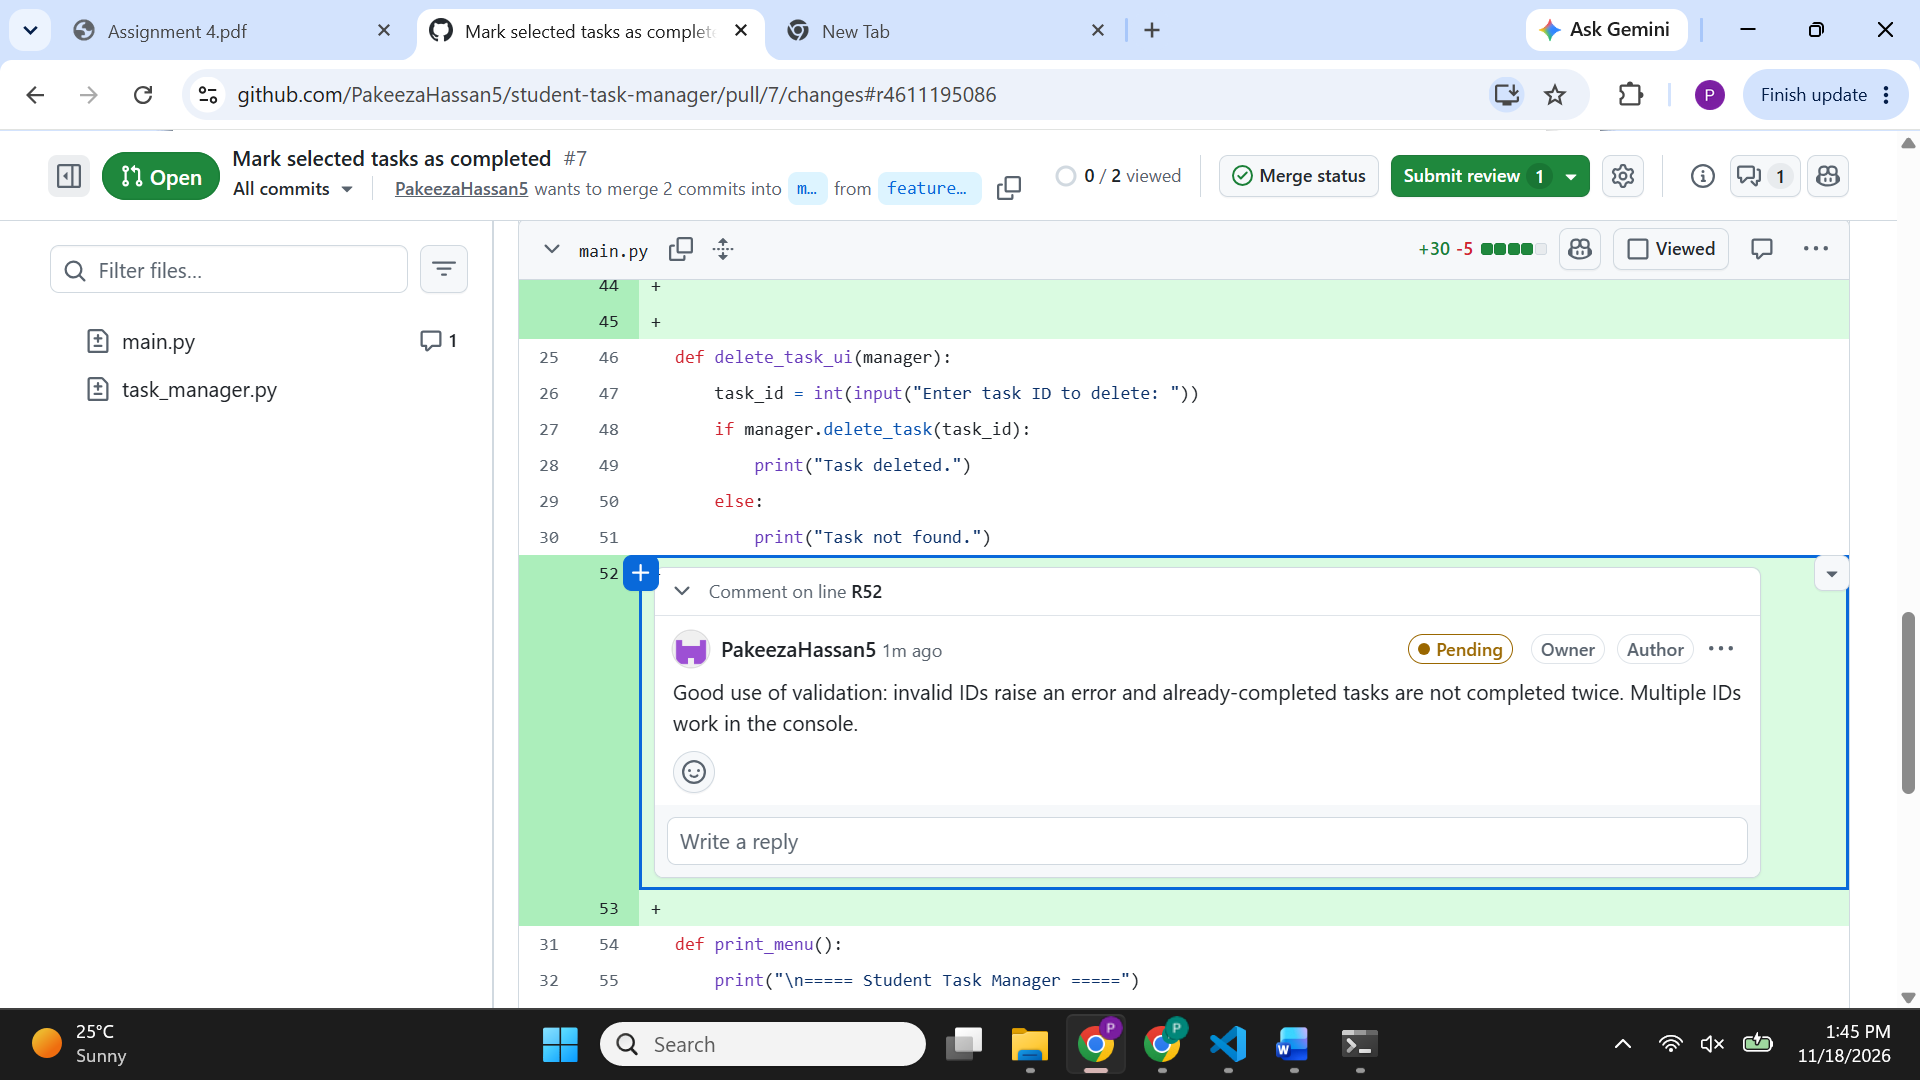 Assignment 4.pdf
Mark selected tasks as complete
New Tab
Ask Gemini
github.com/PakeezaHassan5/student-task-manager/pull/7/changes#r4611195086
P
Finish update
Open
Mark selected tasks as completed #7
All commits
PakeezaHassan5 wants to merge 2 commits into m... from feature...
0 / 2 viewed
Merge status
Submit review 1
1
Filter files...
main.py 1
task_manager.py
main.py
+30 -5
Viewed
44 +
45 +
25 46 def delete_task_ui(manager):
26 47 task_id = int(input("Enter task ID to delete: "))
27 48 if manager.delete_task(task_id):
28 49 print("Task deleted.")
29 50 else:
30 51 print("Task not found.")
52
Comment on line R52
PakeezaHassan5 1m ago
Pending
Owner
Author
Good use of validation: invalid IDs raise an error and already-completed tasks are not completed twice. Multiple IDs
work in the console.
Write a reply
53 +
31 54 def print_menu():
32 55 print("\n===== Student Task Manager =====")
25°C
Sunny
Search
P
P
W
1:45 PM
11/18/2026